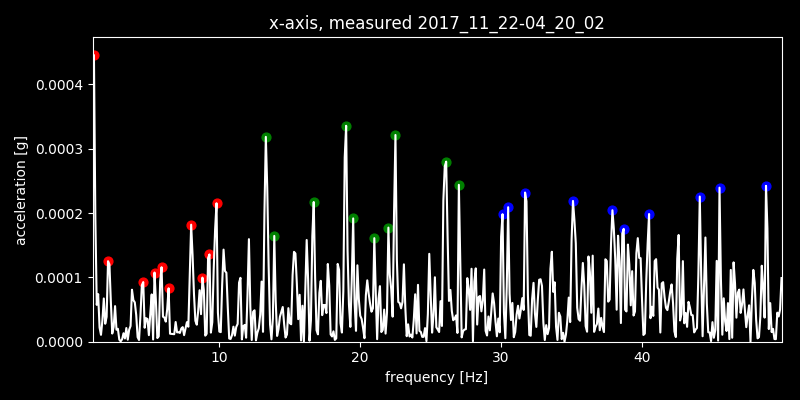 x-axis, measured 2017_11_22-04_20_02
acceleration [g]
0.0004
0.0003
0.0002
0.0001
0.0000
10 20 30 40
frequency [Hz]